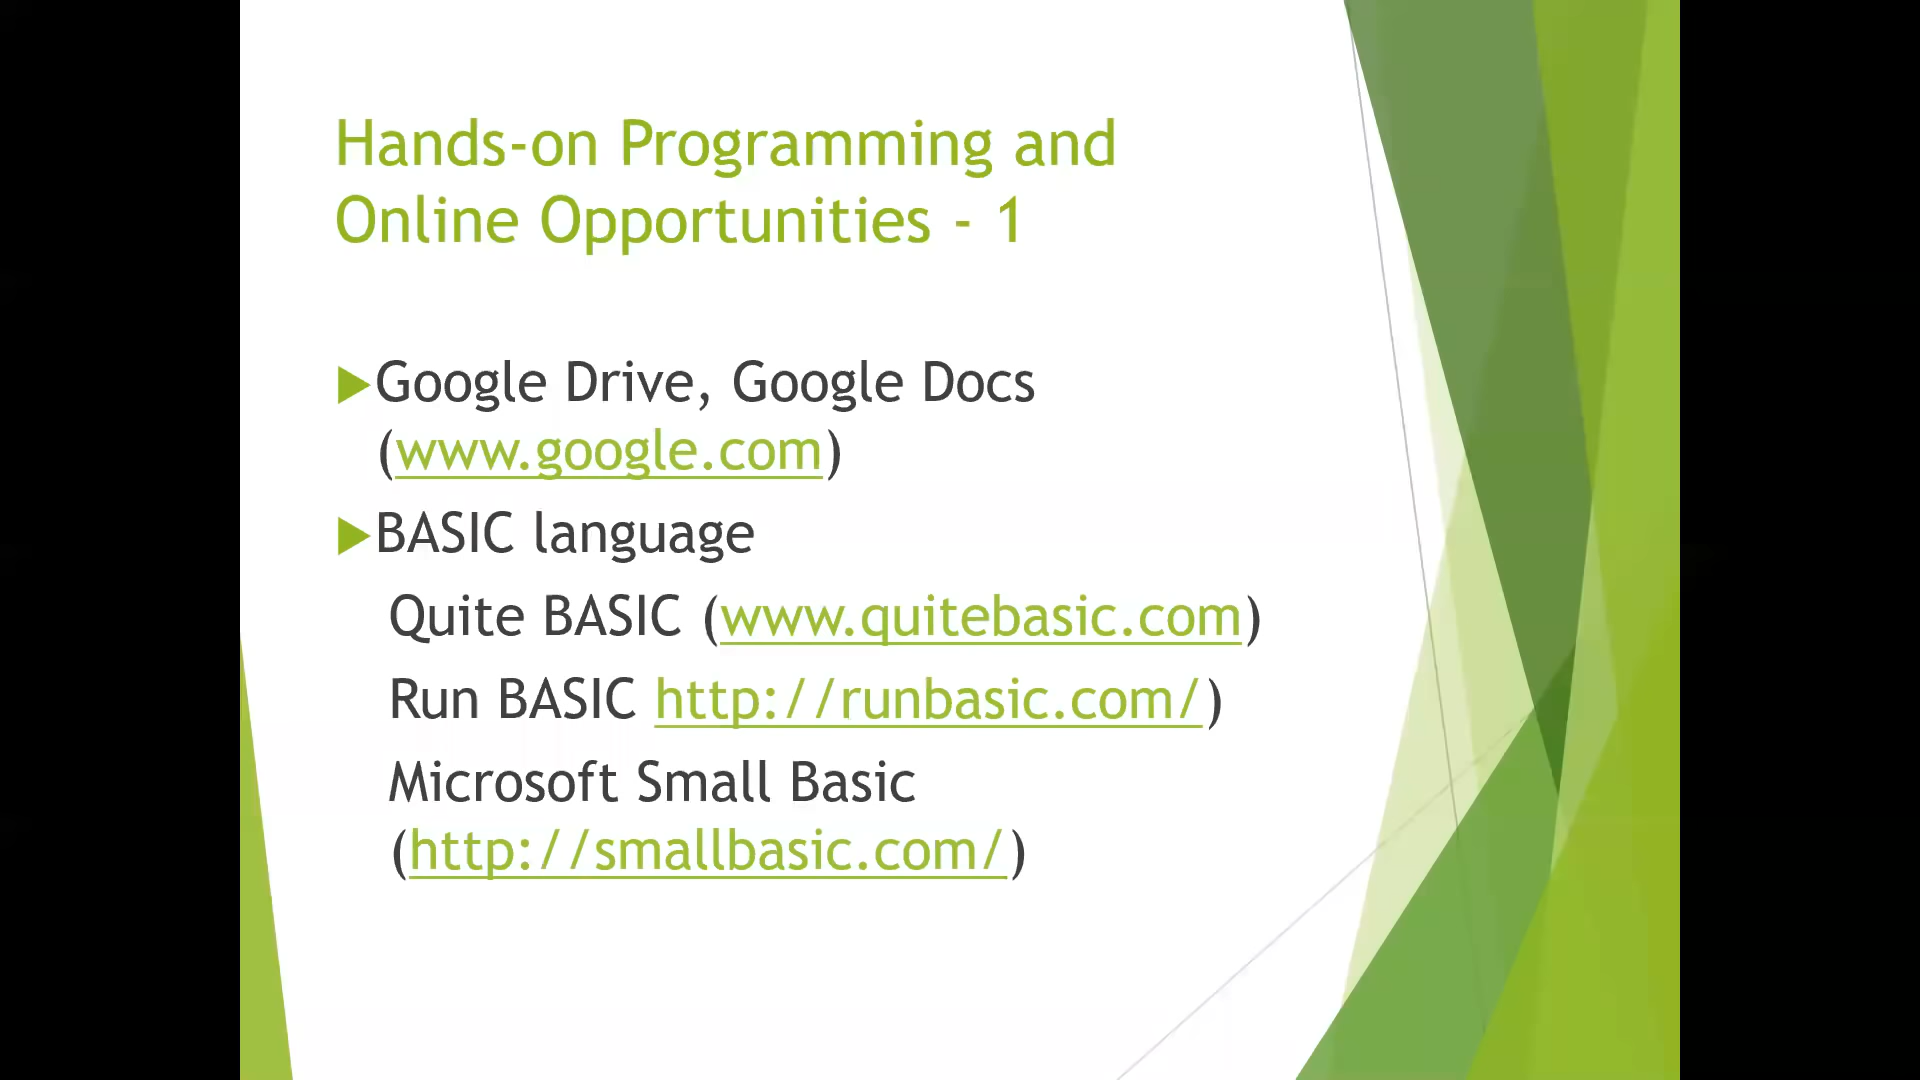 Hands-on Programming and
Online Opportunities - 1
Google Drive, Google Docs
(www.google.com)
BASIC language
Quite BASIC (www.quitebasic.com)
Run BASIC http://runbasic.com/)
Microsoft Small Basic
(http://smallbasic.com/)